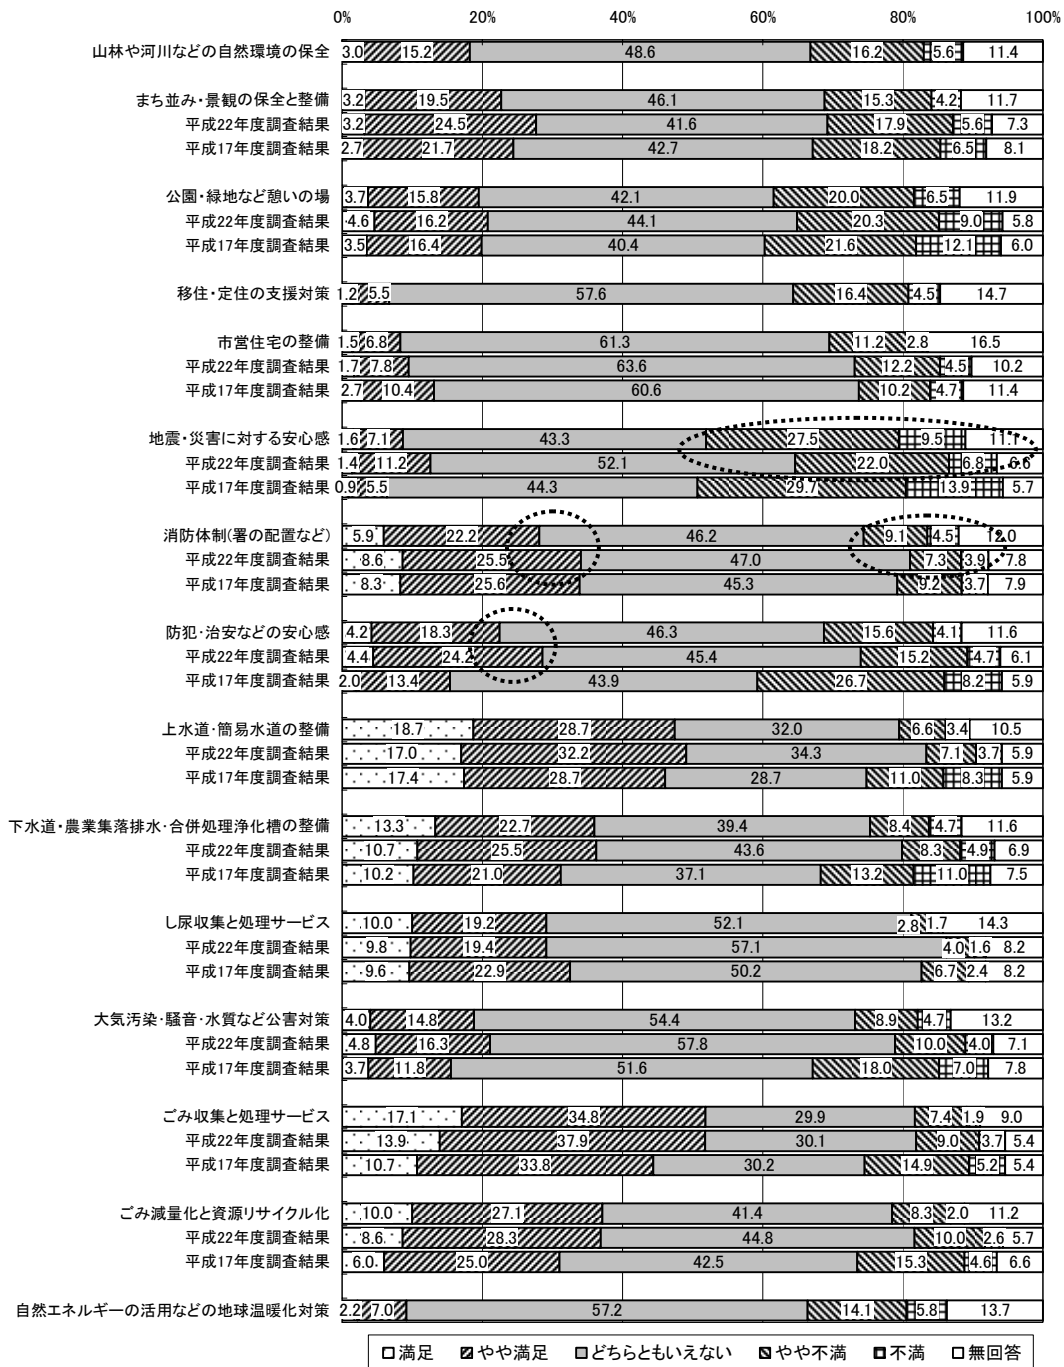 0% 20% 40% 60% 80% 100%
山林や河川などの自然環境の保全 3.0 15.2 48.6 16.2 5.6 11.4
まち並み・景観の保全と整備 3.2 19.5 46.1 15.3 4.2 11.7
平成22年度調査結果 3.2 24.5 41.6 17.9 5.6 7.3
平成17年度調査結果 2.7 21.7 42.7 18.2 6.5 8.1
公園・緑地など憩いの場 3.7 15.8 42.1 20.0 6.5 11.9
平成22年度調査結果 4.6 16.2 44.1 20.3 9.0 5.8
平成17年度調査結果 3.5 16.4 40.4 21.6 12.1 6.0
移住・定住の支援対策 1.2 5.5 57.6 16.4 4.5 14.7
市営住宅の整備 1.5 6.8 61.3 11.2 2.8 16.5
平成22年度調査結果 1.7 7.8 63.6 12.2 4.5 10.2
平成17年度調査結果 2.7 10.4 60.6 10.2 4.7 11.4
地震・災害に対する安心感 1.6 7.1 43.3 27.5 9.5 11.1
平成22年度調査結果 1.4 11.2 52.1 22.0 6.8 6.6
平成17年度調査結果 0.9 5.5 44.3 29.7 13.9 5.7
消防体制(署の配置など) 5.9 22.2 46.2 9.1 4.5 12.0
平成22年度調査結果 8.6 25.5 47.0 7.3 3.9 7.8
平成17年度調査結果 8.3 25.6 45.3 9.2 3.7 7.9
防犯・治安などの安心感 4.2 18.3 46.3 15.6 4.1 11.6
平成22年度調査結果 4.4 24.2 45.4 15.2 4.7 6.1
平成17年度調査結果 2.0 13.4 43.9 26.7 8.2 5.9
上水道・簡易水道の整備 18.7 28.7 32.0 6.6 3.4 10.5
平成22年度調査結果 17.0 32.2 34.3 7.1 3.7 5.9
平成17年度調査結果 17.4 28.7 28.7 11.0 8.3 5.9
下水道・農業集落排水・合併処理浄化槽の整備 13.3 22.7 39.4 8.4 4.7 11.6
平成22年度調査結果 10.7 25.5 43.6 8.3 4.9 6.9
平成17年度調査結果 10.2 21.0 37.1 13.2 11.0 7.5
し尿収集と処理サービス 10.0 19.2 52.1 2.8 1.7 14.3
平成22年度調査結果 9.8 19.4 57.1 4.0 1.6 8.2
平成17年度調査結果 9.6 22.9 50.2 6.7 2.4 8.2
大気汚染・騒音・水質など公害対策 4.0 14.8 54.4 8.9 4.7 13.2
平成22年度調査結果 4.8 16.3 57.8 10.0 4.0 7.1
平成17年度調査結果 3.7 11.8 51.6 18.0 7.0 7.8
ごみ収集と処理サービス 17.1 34.8 29.9 7.4 1.9 9.0
平成22年度調査結果 13.9 37.9 30.1 9.0 3.7 5.4
平成17年度調査結果 10.7 33.8 30.2 14.9 5.2 5.4
ごみ減量化と資源リサイクル化 10.0 27.1 41.4 8.3 2.0 11.2
平成22年度調査結果 8.6 28.3 44.8 10.0 2.6 5.7
平成17年度調査結果 6.0 25.0 42.5 15.3 4.6 6.6
自然エネルギーの活用などの地球温暖化対策 2.2 7.0 57.2 14.1 5.8 13.7
満足 やや満足 どちらともいえない やや不満 不満 無回答